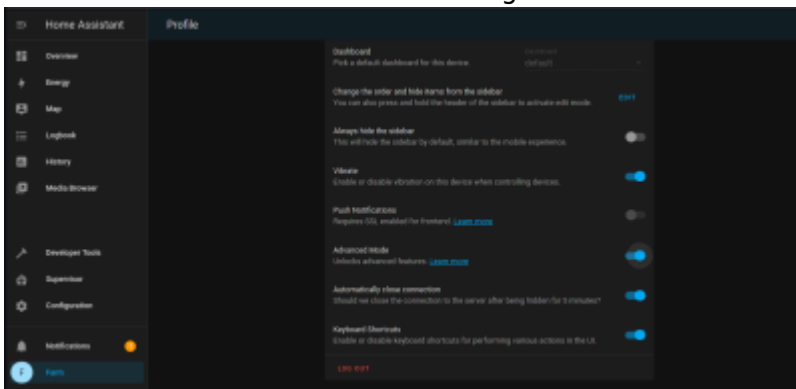 Home Assistant
Profile
Overview
Energy
Map
Logbook
History
Media Browser
Developer Tools
Supervisor
Configuration
Notifications
F
Dashboard
Pick a default dashboard for this device.
Dashboard
default
Change the order and hide items from the sidebar
You can also press and hold the header of the sidebar to activate edit mode.
EDIT
Always hide the sidebar
This will hide the sidebar by default, similar to the mobile experience.
Vibrate
Enable or disable vibration on this device when controlling devices.
Push Notifications
Requires SSL enabled for frontend. Learn more
Advanced Mode
Unlocks advanced features. Learn more
Automatically close connection
Should we close the connection to the server after being hidden for 5 minutes?
Keyboard Shortcuts
Enable or disable keyboard shortcuts for performing various actions in the UI.
LOG OUT